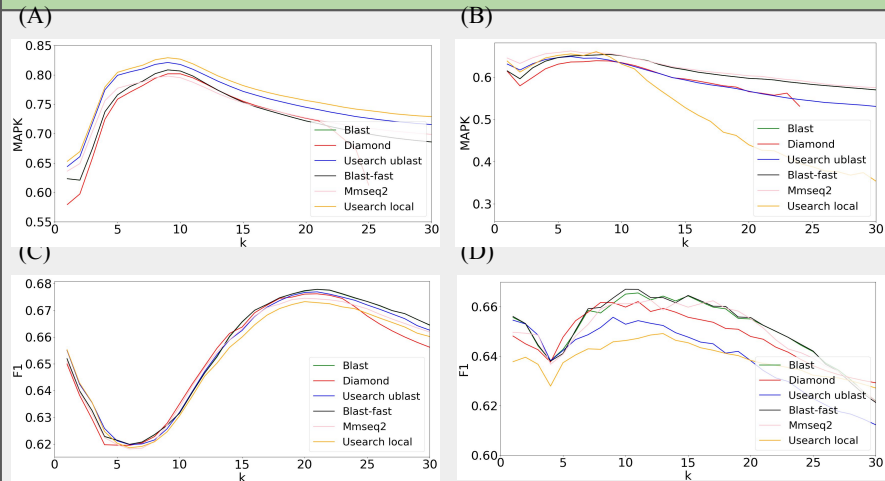 (A)
(B)
0.85
0.80
0.75
0.70
0.65
0.60
0.55
MAPK
0 5 10 15 20 25 30
k
Blast
Diamond
Usearch ublast
Blast-fast
Mmseq2
Usearch local
0.6
0.5
0.4
0.3
MAPK
0 5 10 15 20 25 30
k
Blast
Diamond
Usearch ublast
Blast-fast
Mmseq2
Usearch local
(C)
(D)
0.68
0.67
0.66
0.65
0.64
0.63
0.62
F1
0 5 10 15 20 25 30
k
Blast
Diamond
Usearch ublast
Blast-fast
Mmseq2
Usearch local
0.66
0.64
0.62
0.60
F1
0 5 10 15 20 25 30
k
Blast
Diamond
Usearch ublast
Blast-fast
Mmseq2
Usearch local